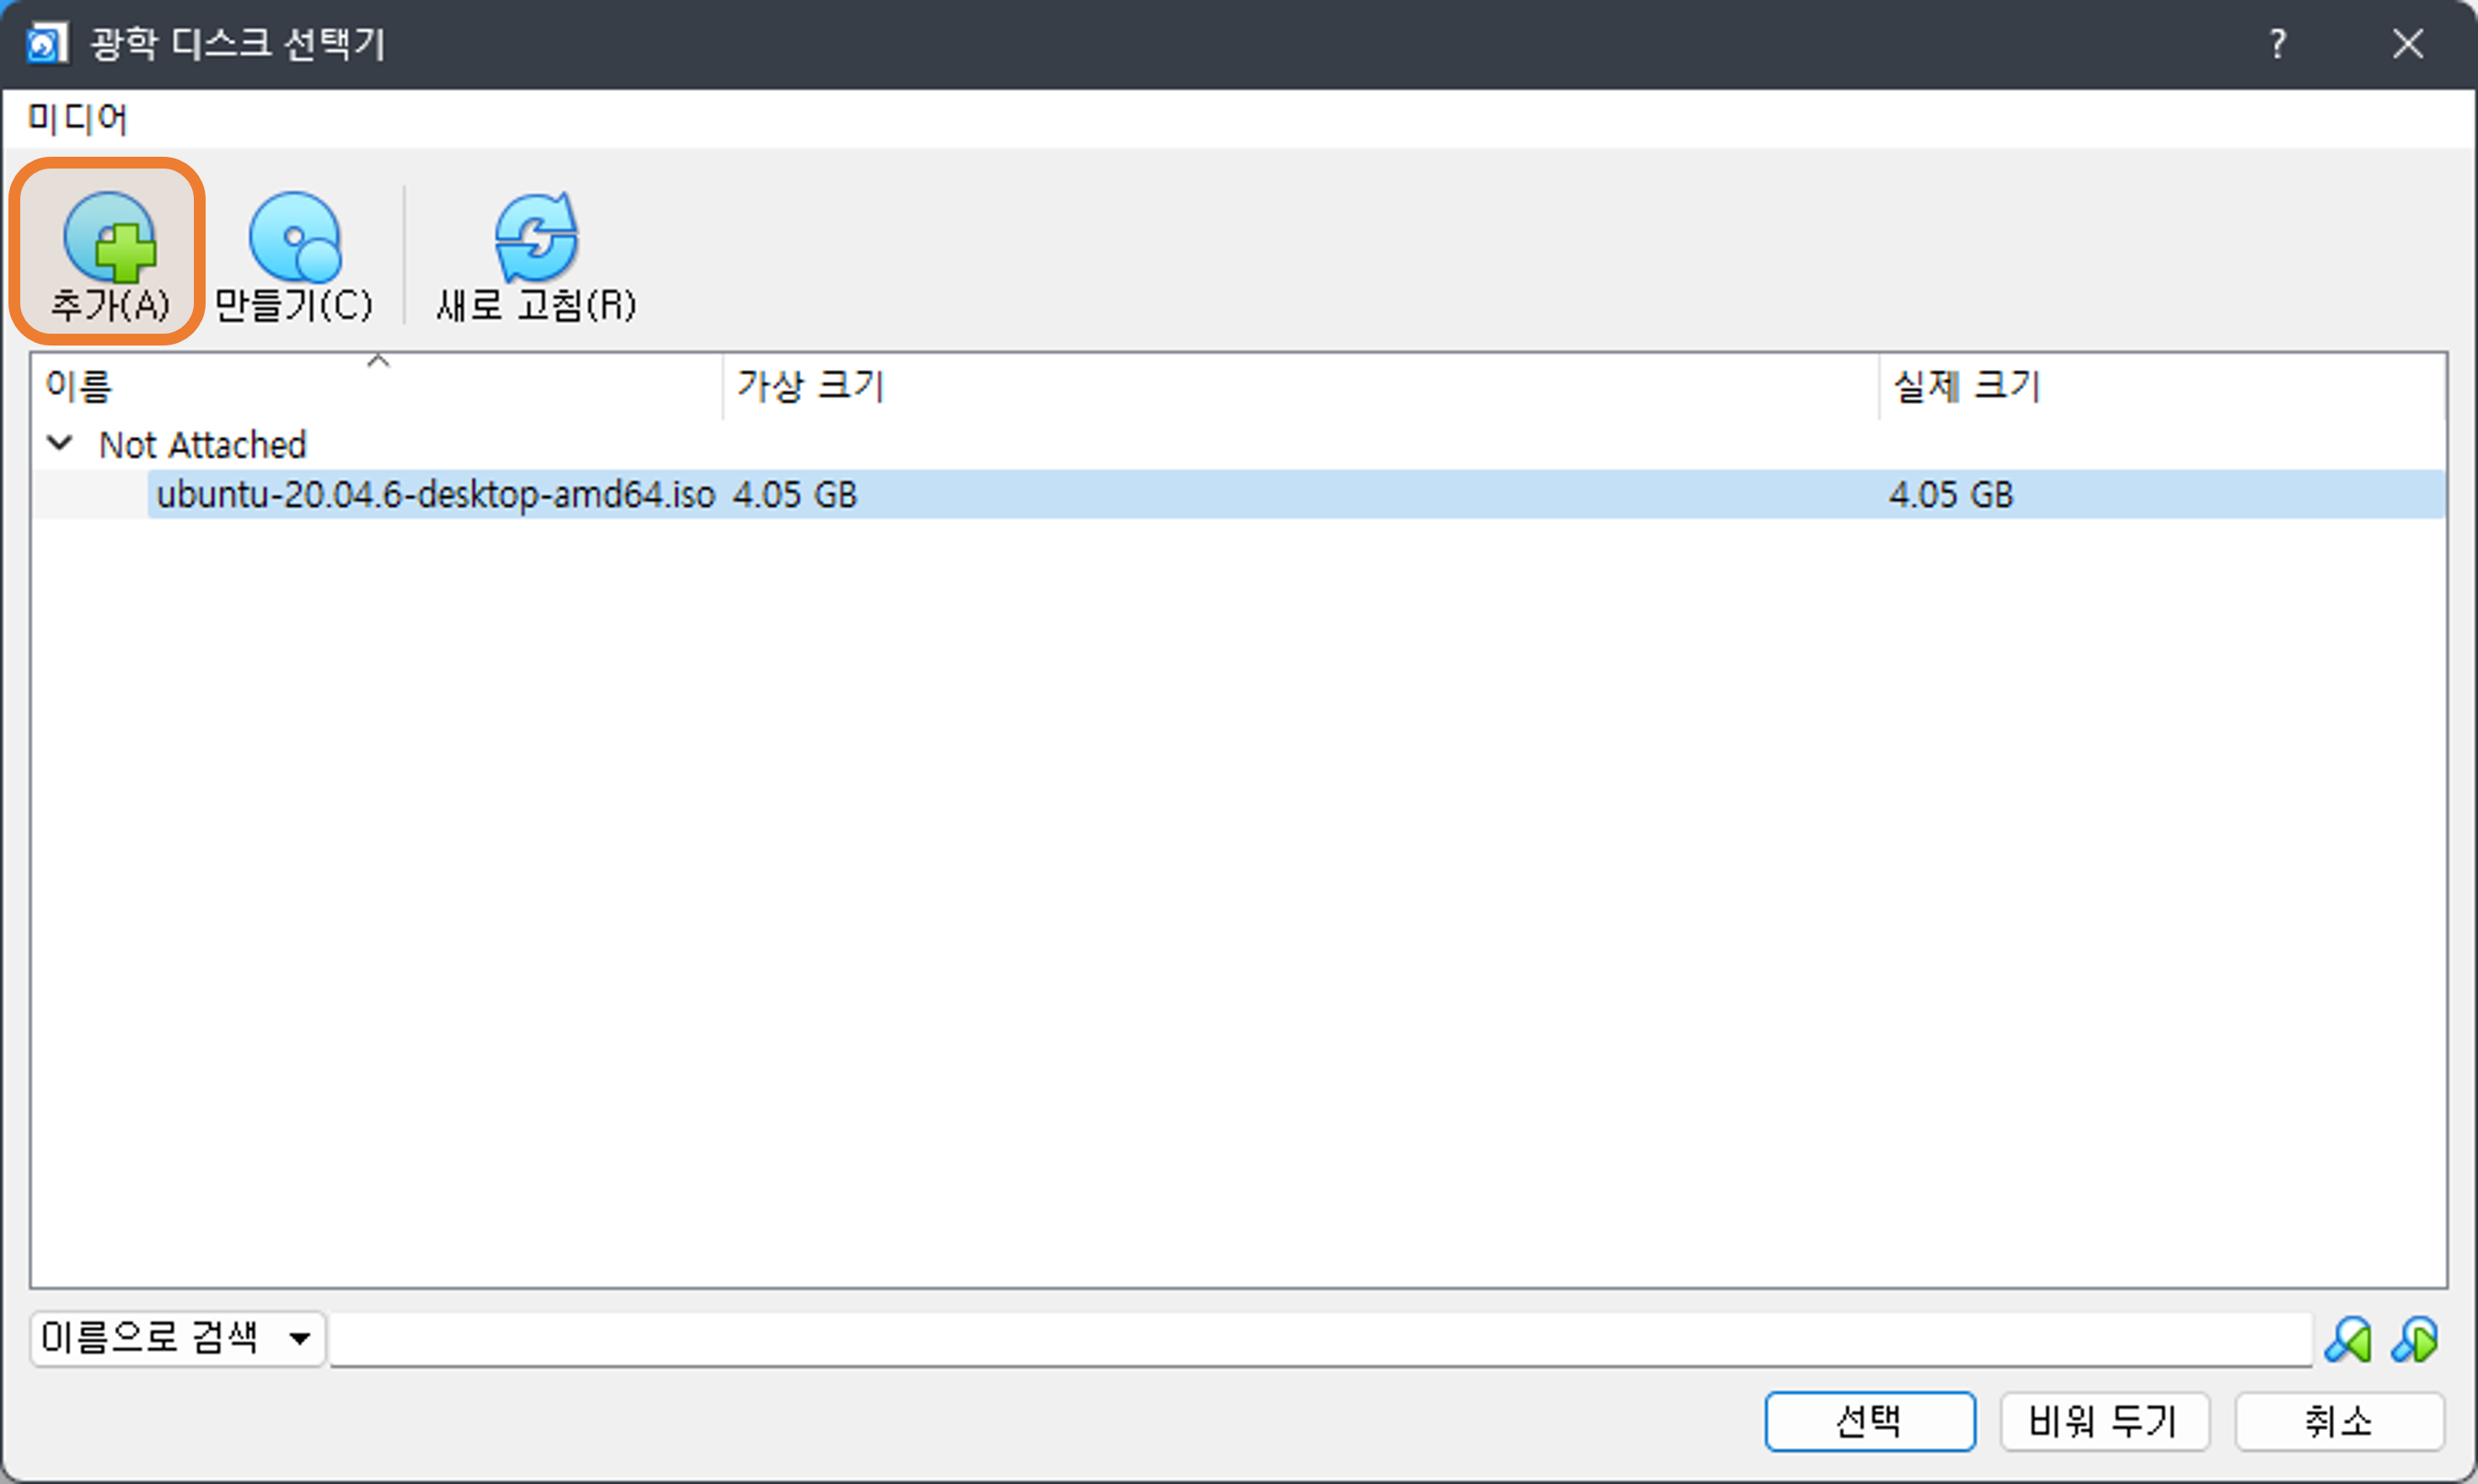 광학 디스크 선택기 ?
미디어
추가(A) 만들기(C) 새로 고침(R)
이름 가상 크기 실제 크기
Not Attached
ubuntu-20.04.6-desktop-amd64.iso 4.05 GB 4.05 GB
이름으로 검색
선택 비워 두기 취소